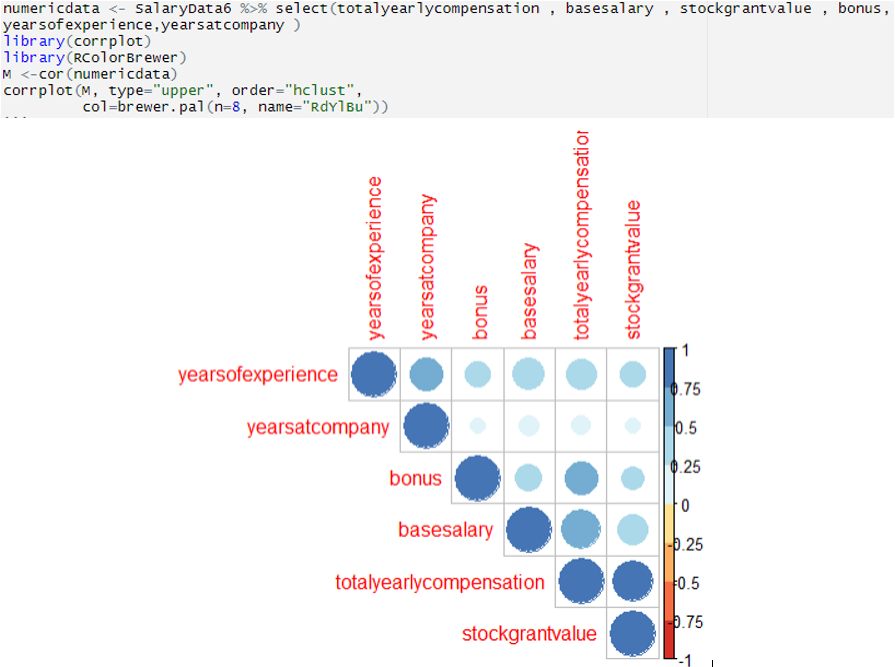 numericdata <- SalaryData6 %>% select(totalyearlycompensation , basesalary , stockgrantvalue , bonus,
yearsofexperience,yearsatcompany )
library(corrplot)
library(RColorBrewer)
M <-cor(numericdata)
corrplot(M, type="upper", order="hclust",
col=brewer.pal(n=8, name="RdYlBu"))
yearsofexperience
yearsatcompany
bonus
basesalary
totalyearlycompensation
stockgrantvalue
yearsofexperience
yearsatcompany
bonus
basesalary
totalyearlycompensation
stockgrantvalue
1
0.75
0.5
0.25
0
-0.25
-0.5
-0.75
-1